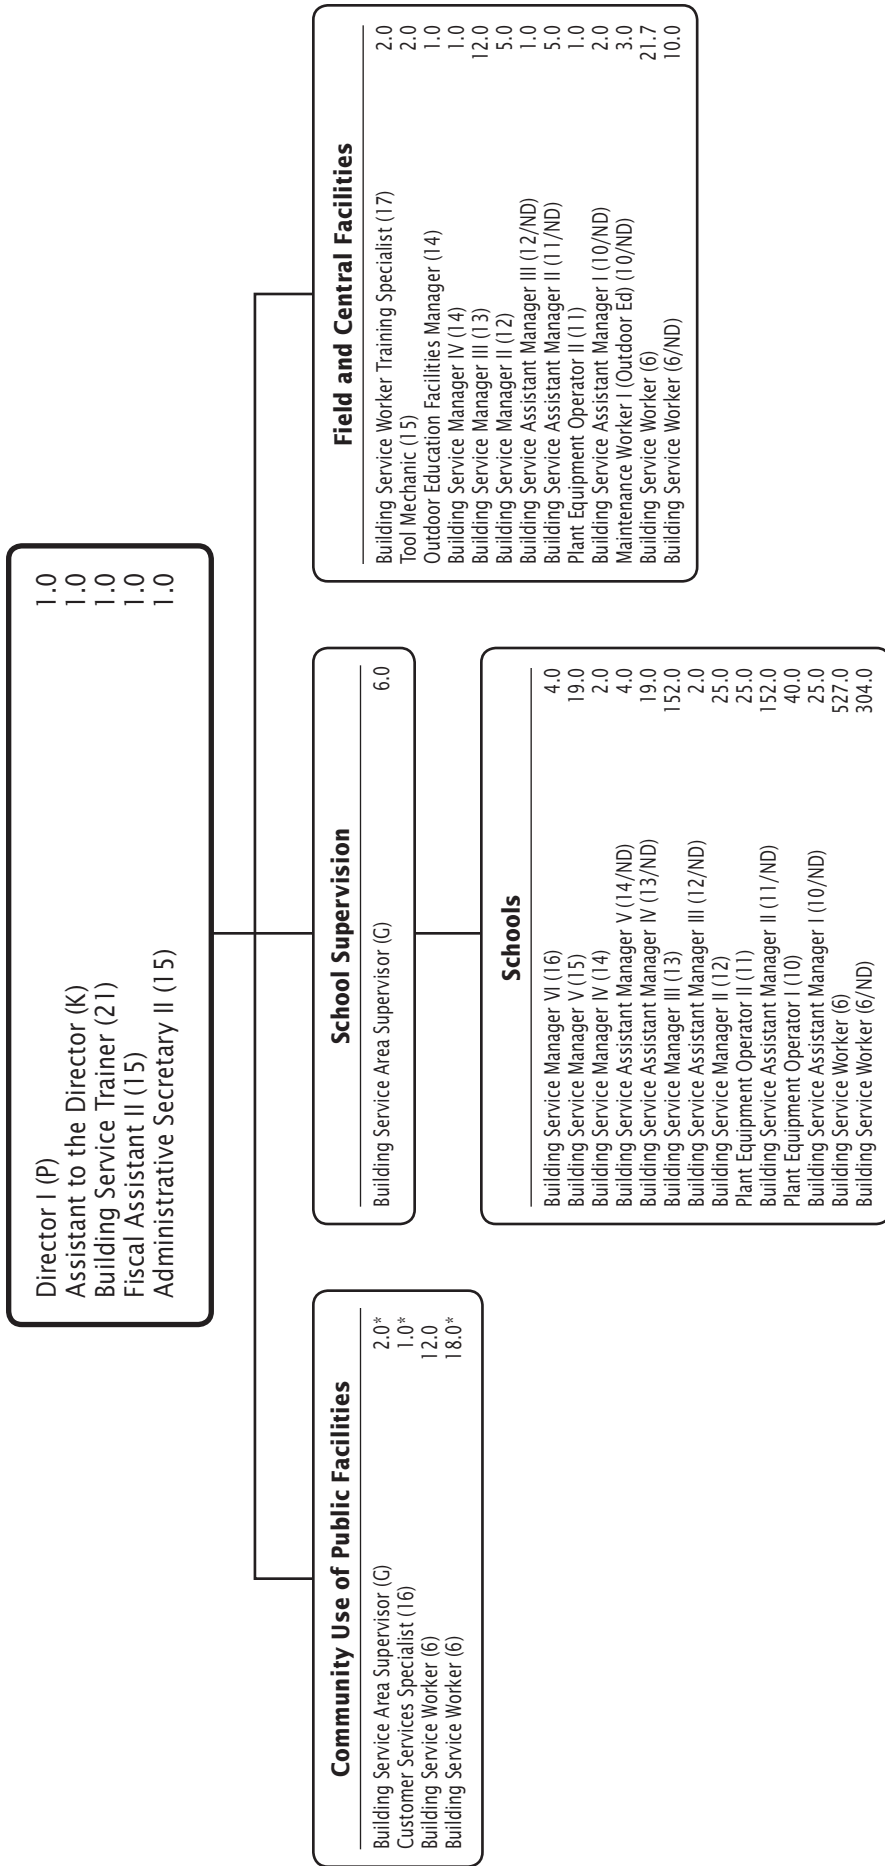 Director I (P) 1.0
Assistant to the Director (K) 1.0
Building Service Trainer (21) 1.0
Fiscal Assistant II (15) 1.0
Administrative Secretary II (15) 1.0
Community Use of Public Facilities
Building Service Area Supervisor (G) 2.0*
Customer Services Specialist (16) 1.0*
Building Service Worker (6) 12.0
Building Service Worker (6) 18.0*
School Supervision
Building Service Area Supervisor (G) 6.0
Schools
Building Service Manager VI (16) 4.0
Building Service Manager V (15) 19.0
Building Service Manager IV (14) 2.0
Building Service Assistant Manager V (14/ND) 4.0
Building Service Assistant Manager IV (13/ND) 19.0
Building Service Manager III (13) 152.0
Building Service Assistant Manager III (12/ND) 2.0
Building Service Manager II (12) 25.0
Plant Equipment Operator II (11) 25.0
Building Service Assistant Manager II (11/ND) 152.0
Plant Equipment Operator I (10) 40.0
Building Service Assistant Manager I (10/ND) 25.0
Building Service Worker (6) 527.0
Building Service Worker (6/ND) 304.0
Field and Central Facilities
Building Service Worker Training Specialist (17) 2.0
Tool Mechanic (15) 2.0
Outdoor Education Facilities Manager (14) 1.0
Building Service Manager IV (14) 1.0
Building Service Manager III (13) 12.0
Building Service Manager II (12) 5.0
Building Service Assistant Manager III (12/ND) 1.0
Building Service Assistant Manager II (11/ND) 5.0
Plant Equipment Operator II (11) 1.0
Building Service Assistant Manager I (10/ND) 2.0
Maintenance Worker I (Outdoor Ed) (10/ND) 3.0
Building Service Worker (6) 21.7
Building Service Worker (6/ND) 10.0